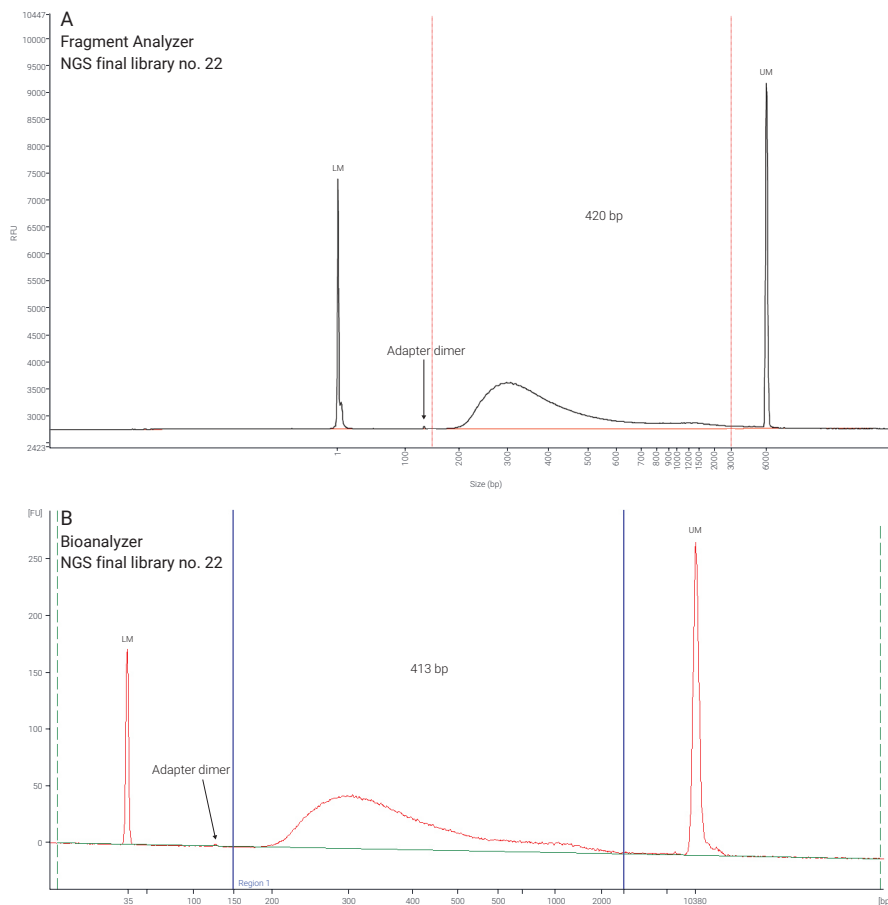 A
Fragment Analyzer
NGS final library no. 22
10447
10000
9500
9000
8500
8000
7500
7000
6500
6000
5500
5000
4500
4000
3500
3000
2423
RFU
LM
UM
420 bp
Adapter dimer
1
100
200
300
400
500
600
700
800
900
1000
1200
1500
2000
3000
6000
Size (bp)
B
Bioanalyzer
NGS final library no. 22
[FU]
250
200
150
100
50
0
LM
UM
413 bp
Adapter dimer
Region 1
35 100 150 200 300 400 500 500 1000 2000 10380 [bp